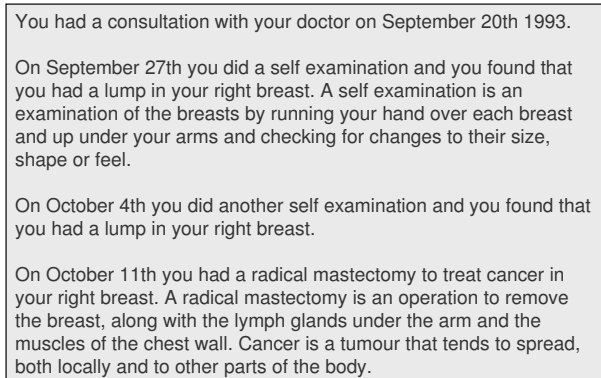 You had a consultation with your doctor on September 20th 1993.
On September 27th you did a self examination and you found that
you had a lump in your right breast. A self examination is an
examination of the breasts by running your hand over each breast
and up under your arms and checking for changes to their size,
shape or feel.
On October 4th you did another self examination and you found that
you had a lump in your right breast.
On October 11th you had a radical mastectomy to treat cancer in
your right breast. A radical mastectomy is an operation to remove
the breast, along with the lymph glands under the arm and the
muscles of the chest wall. Cancer is a tumour that tends to spread,
both locally and to other parts of the body.